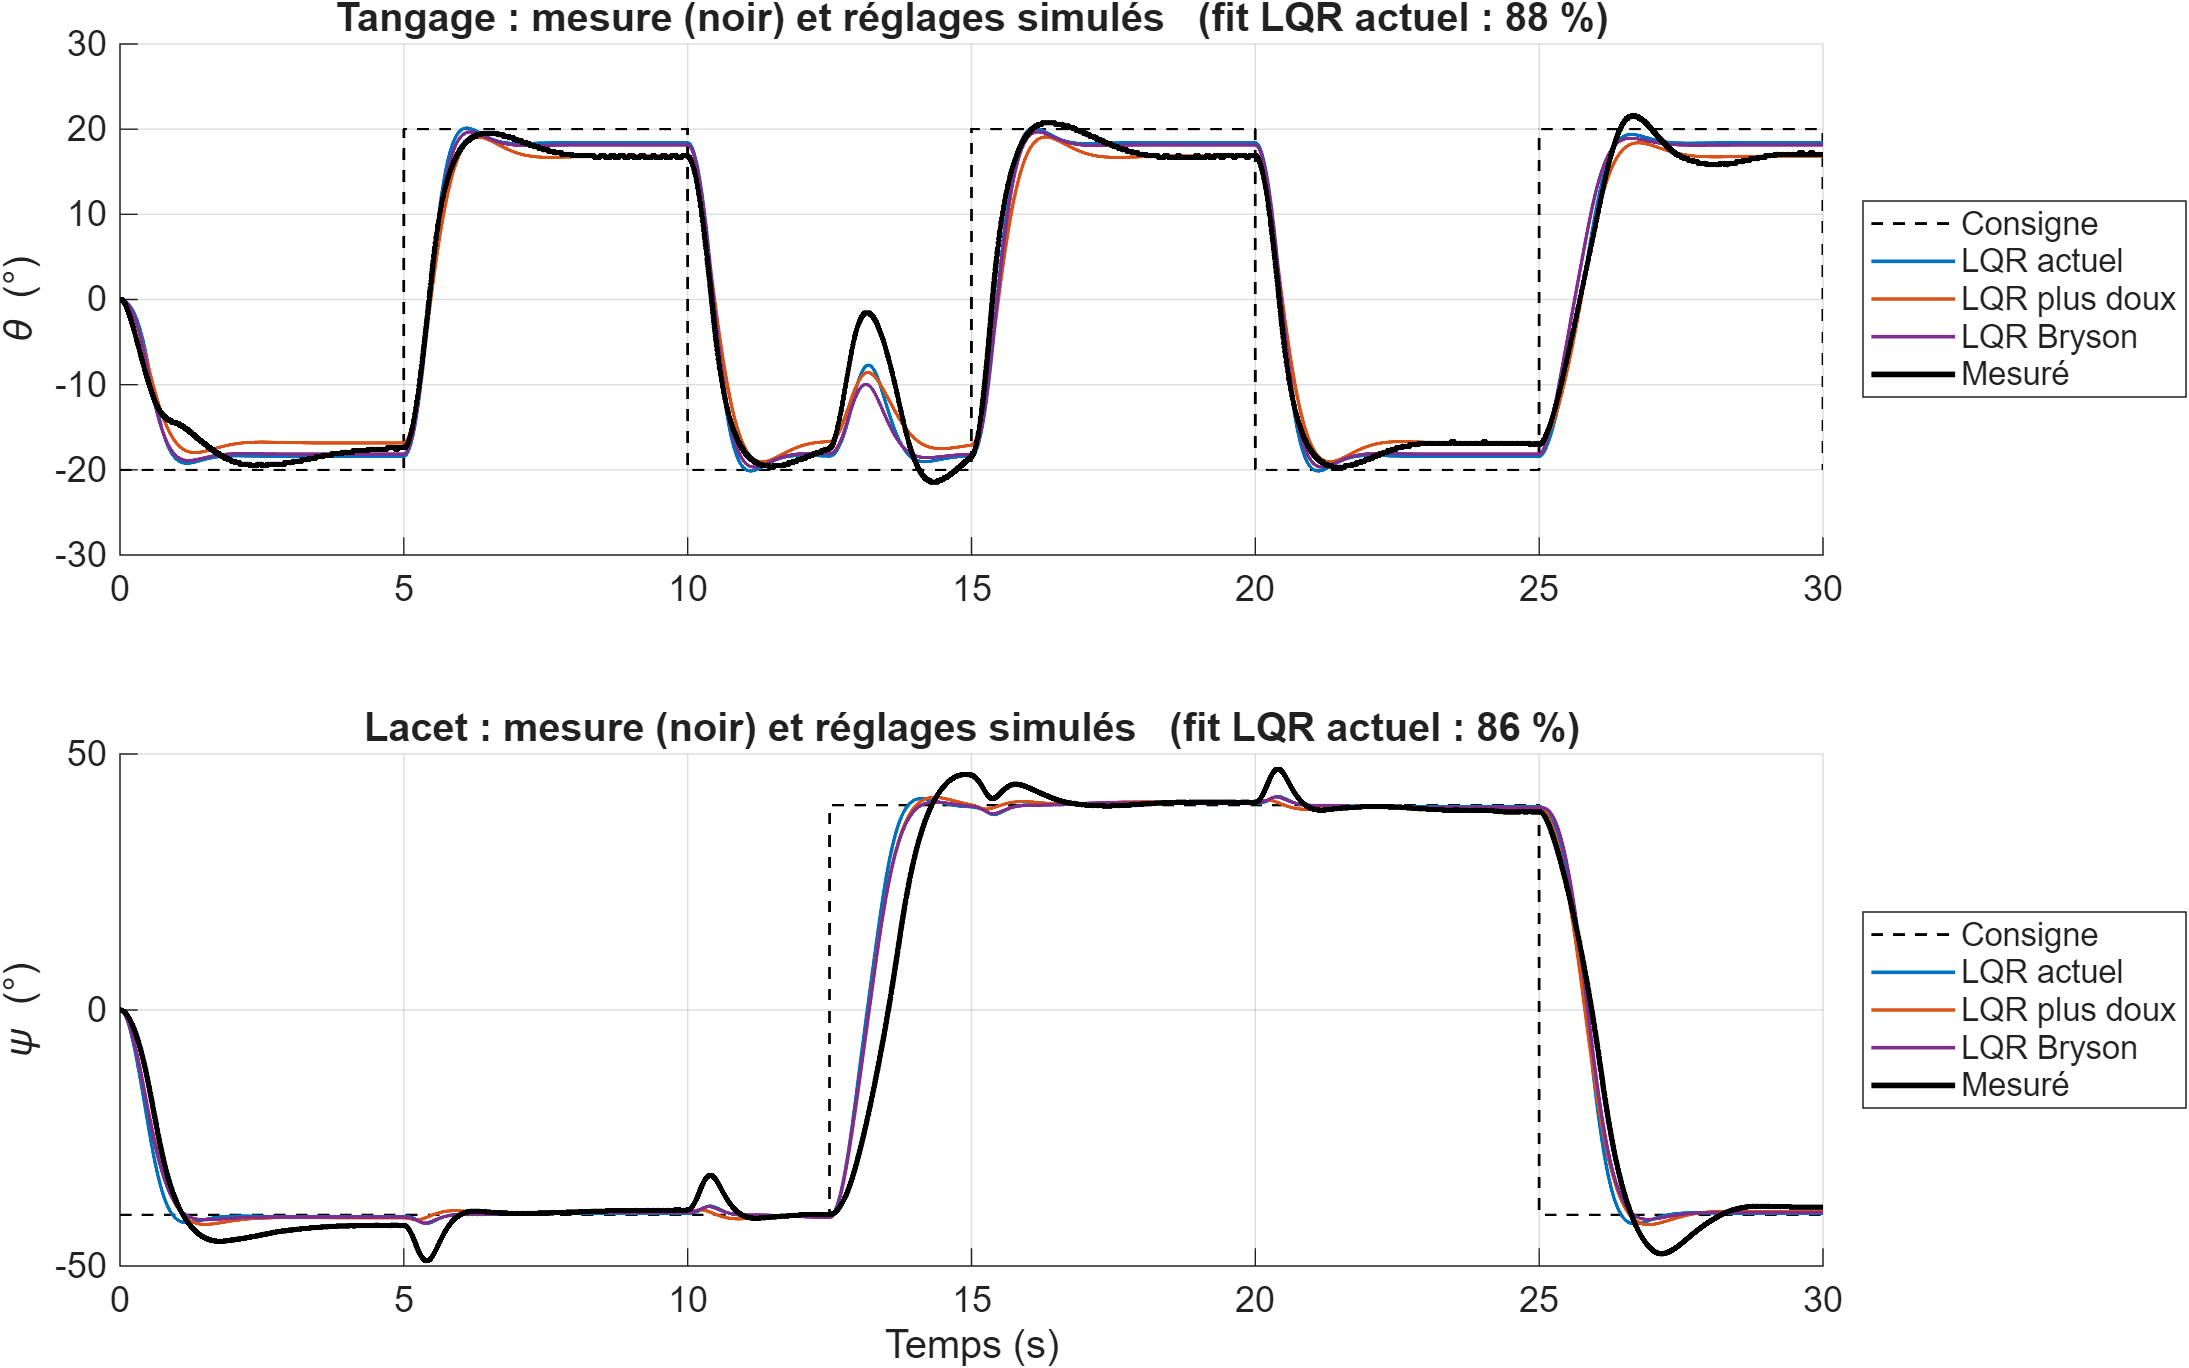 Tangage : mesure (noir) et réglages simulés (fit LQR actuel : 88 %)
30
20
10
0
-10
-20
-30
θ (°)
0 5 10 15 20 25 30
Consigne
LQR actuel
LQR plus doux
LQR Bryson
Mesuré
Lacet : mesure (noir) et réglages simulés (fit LQR actuel : 86 %)
50
0
-50
ψ (°)
0 5 10 15 20 25 30
Temps (s)
Consigne
LQR actuel
LQR plus doux
LQR Bryson
Mesuré